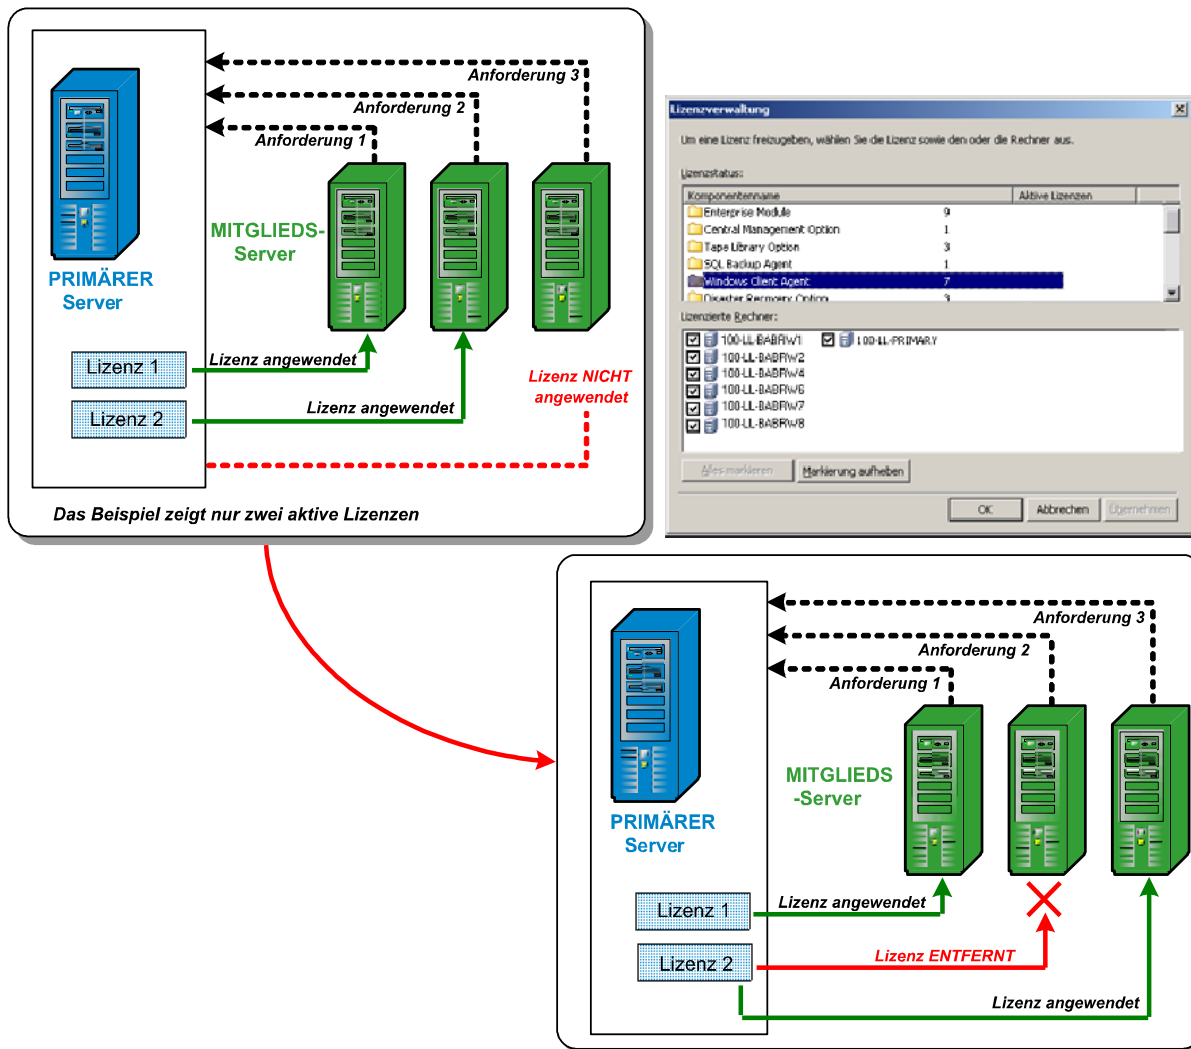 Anforderung 3
Anforderung 2
Anforderung 1
MITGLIEDS-
Server
PRIMÄRER
Server
Lizenz 1
Lizenz angewendet
Lizenz 2
Lizenz angewendet
Lizenz NICHT
angewendet
Das Beispiel zeigt nur zwei aktive Lizenzen
Lizenzverwaltung
Um eine Lizenz freizugeben, wählen Sie die Lizenz sowie den oder die Rechner aus.
Lizenzstatus:
Komponentenname Aktive Lizenzen
Enterprise Module 9
Central Management Option 1
Tape Library Option 3
SQL Backup Agent 1
Windows Client Agent 7
Disaster Recovery Option 3
Lizenzierte Rechner:
100-LL-BABRW1 100-LL-PRIMARY
100-LL-BABRW2
100-LL-BABRW4
100-LL-BABRW6
100-LL-BABRW7
100-LL-BABRW8
Alles markieren Markierung aufheben
OK Abbrechen Übernehmen
Anforderung 3
Anforderung 2
Anforderung 1
MITGLIEDS
-Server
PRIMÄRER
Server
Lizenz 1
Lizenz angewendet
Lizenz 2
Lizenz ENTFERNT
Lizenz angewendet